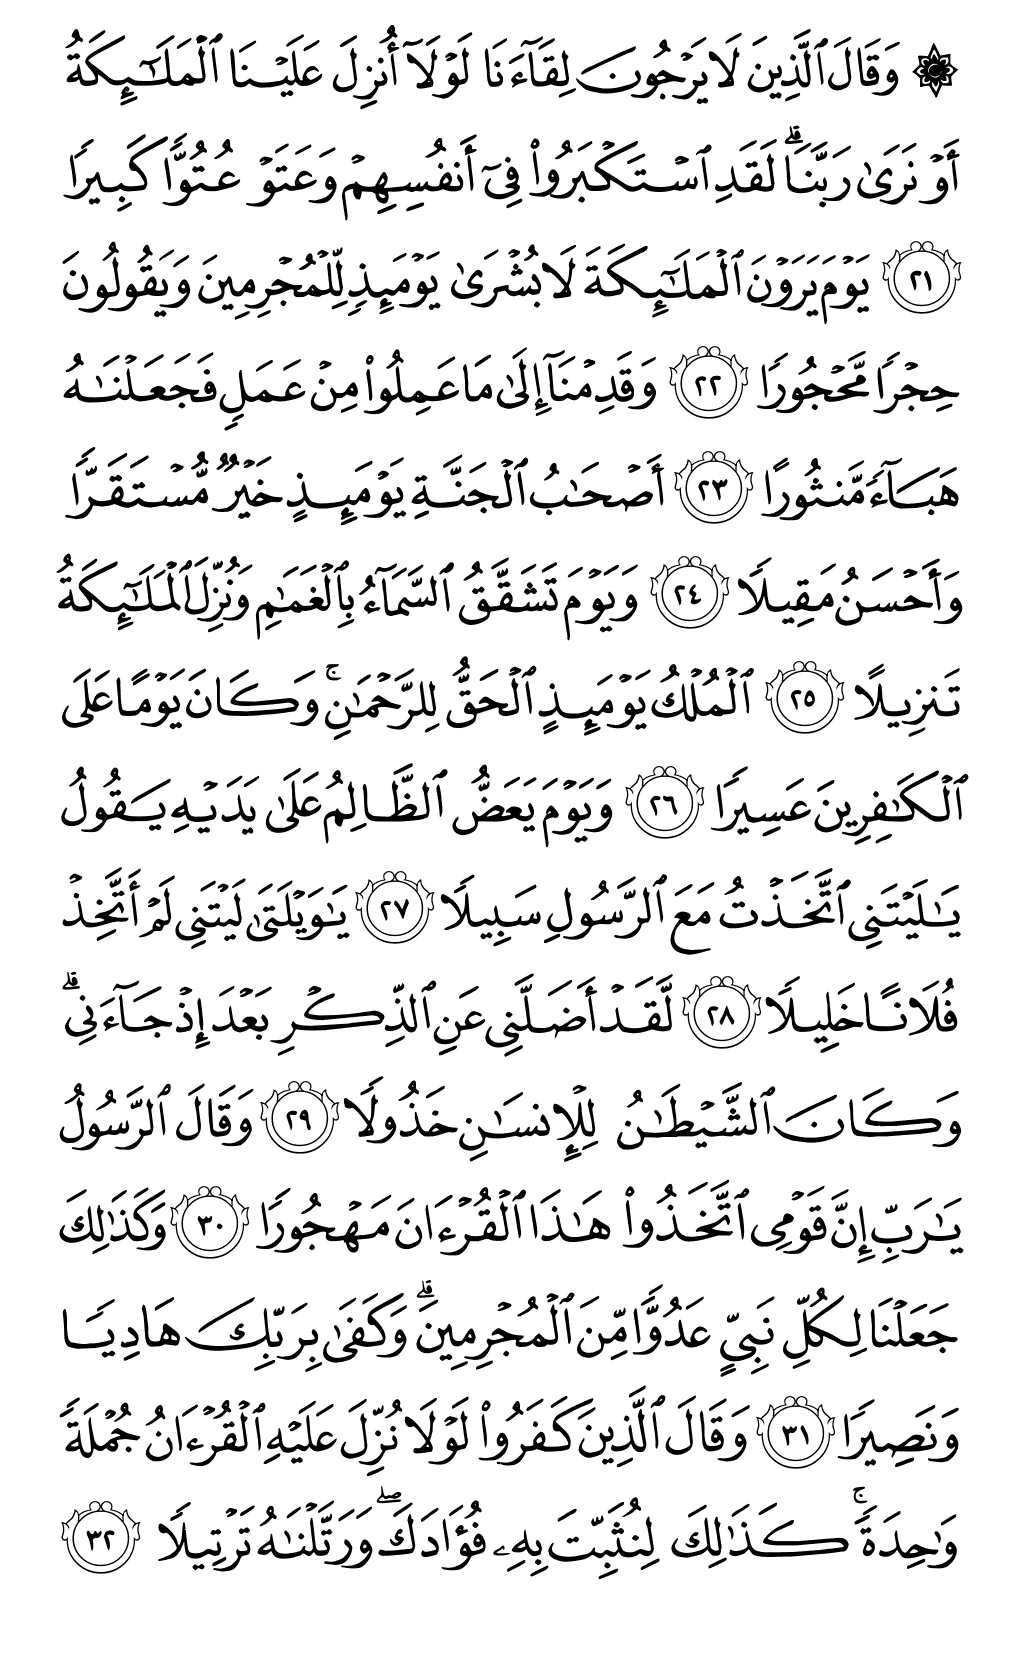 ۞ وَقَالَ ٱلَّذِينَ لَا يَرۡجُونَ لِقَآءَنَا لَوۡلَآ أُنزِلَ عَلَيۡنَا ٱلۡمَلَٰٓئِكَةُ
أَوۡ نَرَىٰ رَبَّنَاۗ لَقَدِ ٱسۡتَكۡبَرُواْ فِيٓ أَنفُسِهِمۡ وَعَتَوۡ عُتُوّٗا كَبِيرٗا
٢١ يَوۡمَ يَرَوۡنَ ٱلۡمَلَٰٓئِكَةَ لَا بُشۡرَىٰ يَوۡمَئِذٖ لِّلۡمُجۡرِمِينَ وَيَقُولُونَ
حِجۡرٗا مَّحۡجُورٗا ٢٢ وَقَدِمۡنَآ إِلَىٰ مَا عَمِلُواْ مِنۡ عَمَلٖ فَجَعَلۡنَٰهُ
هَبَآءٗ مَّنثُورًا ٢٣ أَصۡحَٰبُ ٱلۡجَنَّةِ يَوۡمَئِذٍ خَيۡرٞ مُّسۡتَقَرّٗا
وَأَحۡسَنُ مَقِيلٗا ٢٤ وَيَوۡمَ تَشَقَّقُ ٱلسَّمَآءُ بِٱلۡغَمَٰمِ وَنُزِّلَ ٱلۡمَلَٰٓئِكَةُ
تَنزِيلًا ٢٥ ٱلۡمُلۡكُ يَوۡمَئِذٍ ٱلۡحَقُّ لِلرَّحۡمَٰنِۚ وَكَانَ يَوۡمًا عَلَى
ٱلۡكَٰفِرِينَ عَسِيرٗا ٢٦ وَيَوۡمَ يَعَضُّ ٱلظَّالِمُ عَلَىٰ يَدَيۡهِ يَقُولُ
يَٰلَيۡتَنِي ٱتَّخَذۡتُ مَعَ ٱلرَّسُولِ سَبِيلٗا ٢٧ يَٰوَيۡلَتَىٰ لَيۡتَنِي لَمۡ أَتَّخِذۡ
فُلَانًا خَلِيلٗا ٢٨ لَّقَدۡ أَضَلَّنِي عَنِ ٱلذِّكۡرِ بَعۡدَ إِذۡ جَآءَنِيۗ
وَكَانَ ٱلشَّيۡطَٰنُ لِلۡإِنسَٰنِ خَذُولٗا ٢٩ وَقَالَ ٱلرَّسُولُ
يَٰرَبِّ إِنَّ قَوۡمِي ٱتَّخَذُواْ هَٰذَا ٱلۡقُرۡءَانَ مَهۡجُورٗا ٣٠ وَكَذَٰلِكَ
جَعَلۡنَا لِكُلِّ نَبِيٍّ عَدُوّٗا مِّنَ ٱلۡمُجۡرِمِينَۗ وَكَفَىٰ بِرَبِّكَ هَادِيٗا
وَنَصِيرٗا ٣١ وَقَالَ ٱلَّذِينَ كَفَرُواْ لَوۡلَا نُزِّلَ عَلَيۡهِ ٱلۡقُرۡءَانُ جُمۡلَةٗ
وَٰحِدَةٗۚ كَذَٰلِكَ لِنُثَبِّتَ بِهِۦ فُؤَادَكَۖ وَرَتَّلۡنَٰهُ تَرۡتِيلٗا ٣٢